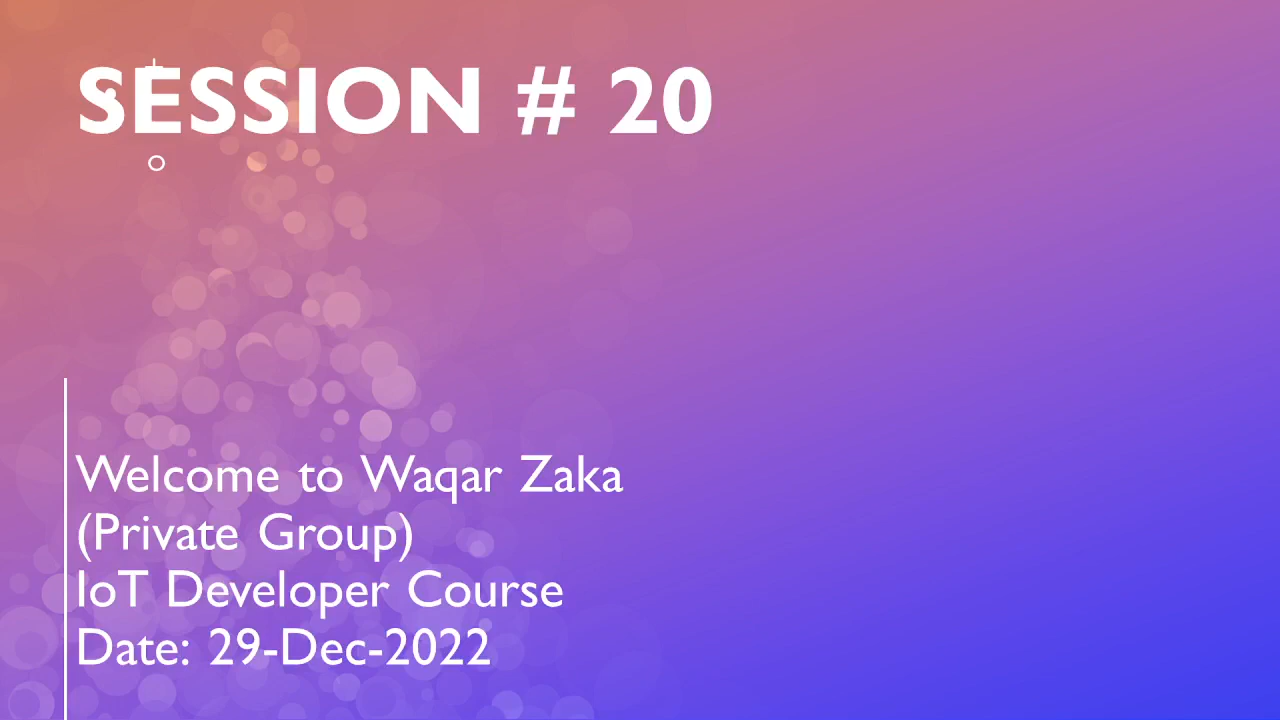 SESSION # 20
Welcome to Waqar Zaka
(Private Group)
IoT Developer Course
Date: 29-Dec-2022